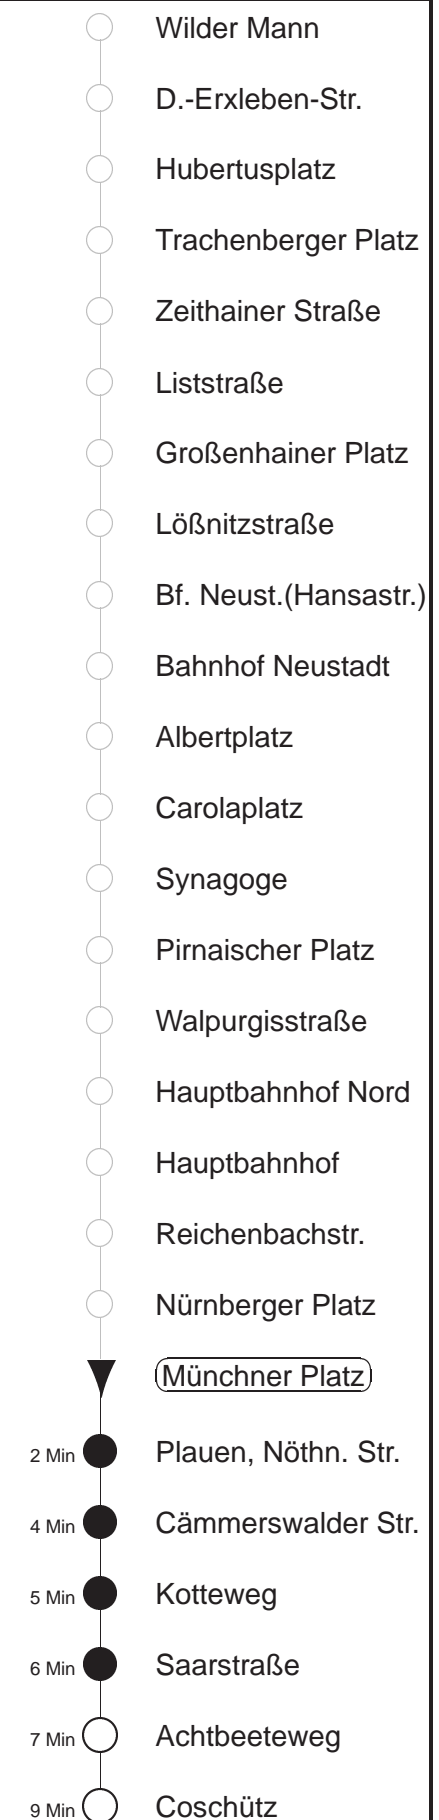 Wilder Mann
D.-Erxleben-Str.
Hubertusplatz
Trachenberger Platz
Zeithainer Straße
Liststraße
Großenhainer Platz
Lößnitzstraße
Bf. Neust.(Hansastr.)
Bahnhof Neustadt
Albertplatz
Carolaplatz
Synagoge
Pirnaischer Platz
Walpurgisstraße
Hauptbahnhof Nord
Hauptbahnhof
Reichenbachstr.
Nürnberger Platz
Münchner Platz
2 Min Plauen, Nöthn. Str.
4 Min Cämmerswalder Str.
5 Min Kotteweg
6 Min Saarstraße
7 Min Achtbeeteweg
9 Min Coschütz